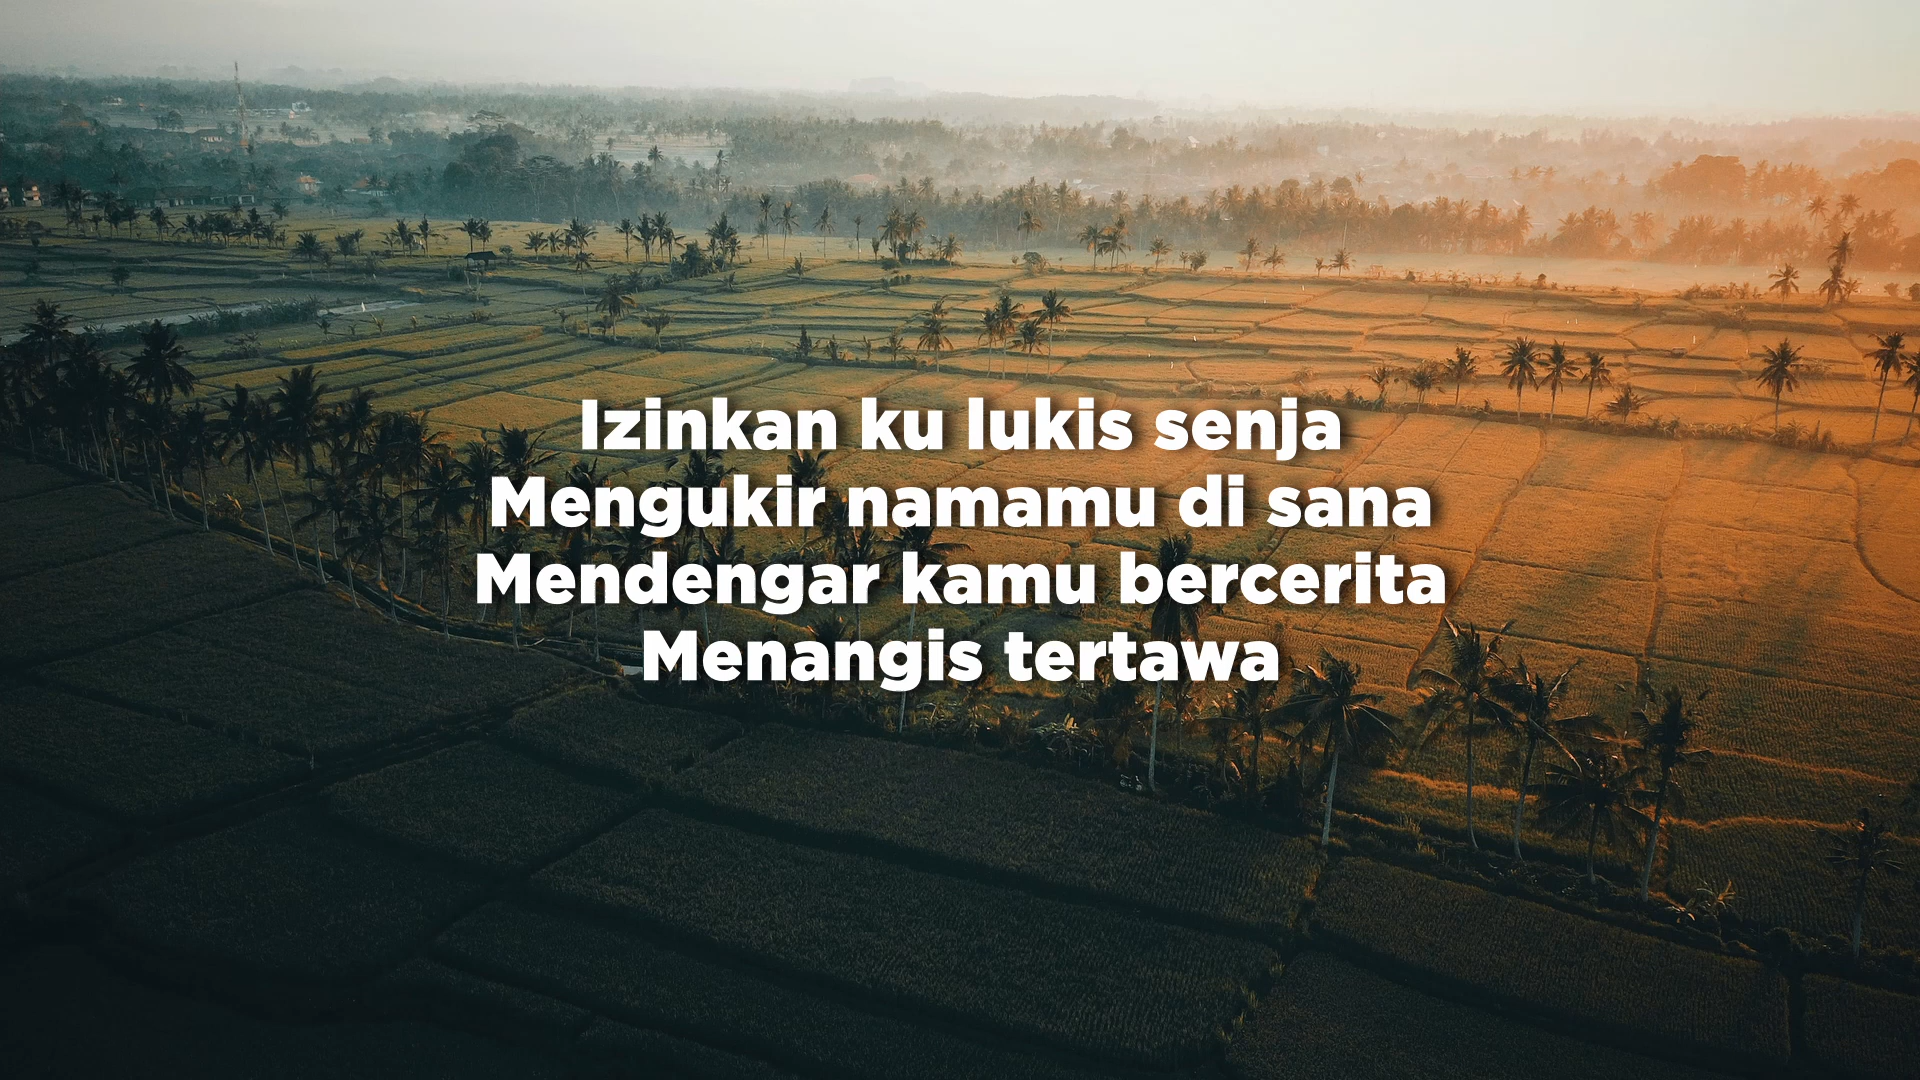 Izinkan ku lukis senja
Mengukir namamu di sana
Mendengar kamu bercerita
Menangis tertawa